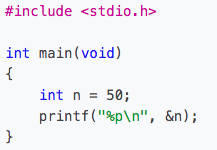 #include <stdio.h>

int main(void)
{
    int n = 50;
    printf("%p\n", &n);
}